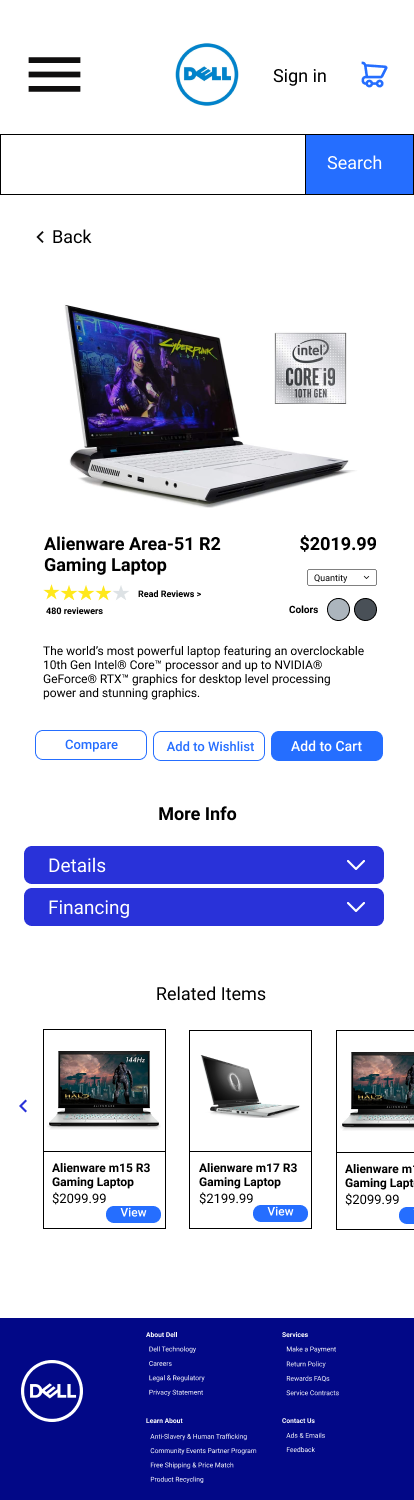 DELL
Sign in
Search
Back
CYBERPUNK
intel
CORE i9
10TH GEN
Alienware Area-51 R2
Gaming Laptop
$2019.99
Quantity
Read Reviews >
480 reviewers
Colors
The world's most powerful laptop featuring an overclockable
10th Gen Intel® Core™ processor and up to NVIDIA®
GeForce® RTX™ graphics for desktop level processing
power and stunning graphics.
Compare
Add to Wishlist
Add to Cart
More Info
Details
Financing
Related Items
144Hz
HALO
ALIENWARE
Alienware m15 R3
Gaming Laptop
$2099.99
View
Alienware m17 R3
Gaming Laptop
$2199.99
View
HALO
Alienware m1
Gaming Lapt
$2099.99
DELL
About Dell
Dell Technology
Careers
Legal & Regulatory
Privacy Statement
Services
Make a Payment
Return Policy
Rewards FAQs
Service Contracts
Learn About
Anti-Slavery & Human Trafficking
Community Events Partner Program
Free Shipping & Price Match
Product Recycling
Contact Us
Ads & Emails
Feedback